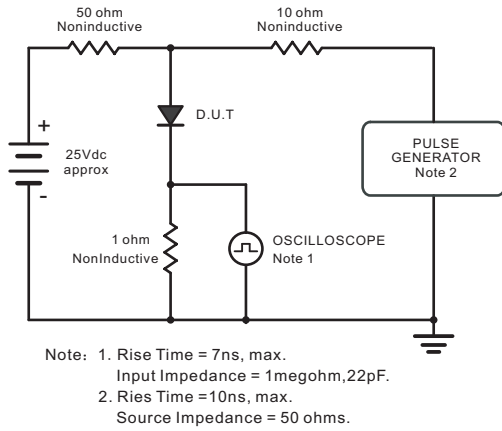 50 ohm
Noninductive
10 ohm
Noninductive
+
D.U.T
25Vdc
approx
-
PULSE
GENERATOR
Note 2
1 ohm
NonInductive
OSCILLOSCOPE
Note 1
Note: 1. Rise Time = 7ns, max.
Input Impedance = 1megohm,22pF.
2. Ries Time =10ns, max.
Source Impedance = 50 ohms.